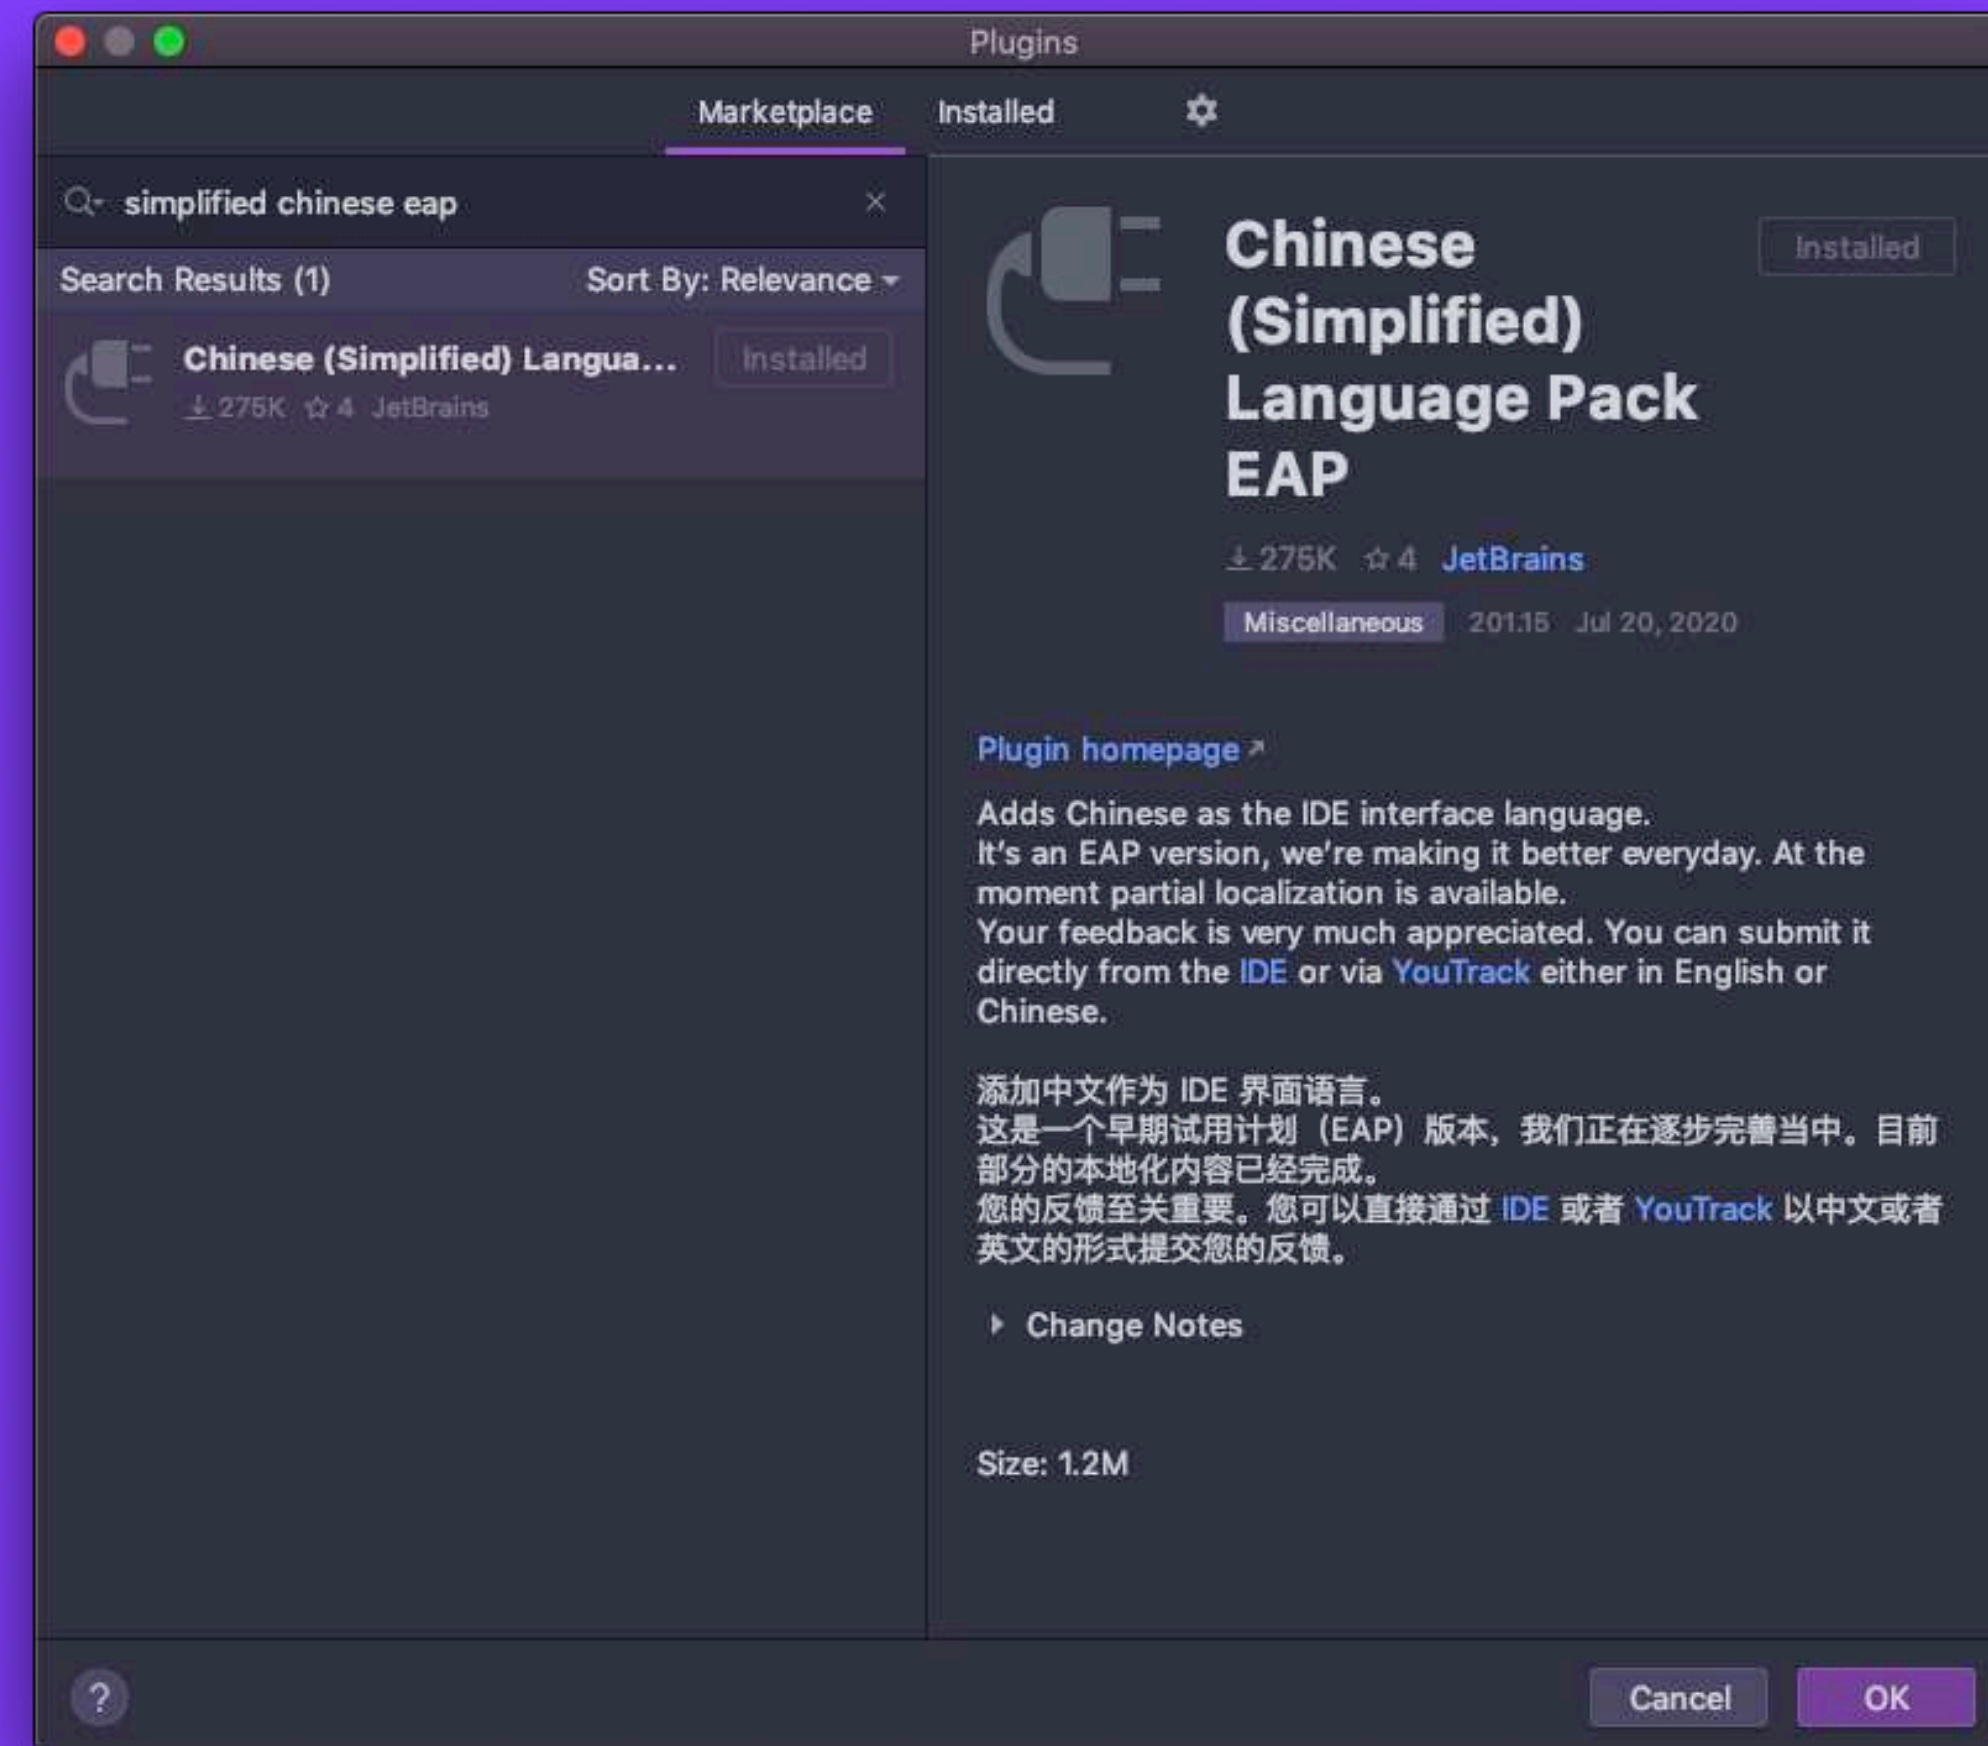 Plugins
Marketplace Installed
simplified chinese eap
Search Results (1) Sort By: Relevance
Chinese (Simplified) Langua... Installed
275K 4 JetBrains
Chinese
(Simplified)
Language Pack
EAP
Installed
275K 4 JetBrains
Miscellaneous 201.15 Jul 20, 2020
Plugin homepage
Adds Chinese as the IDE interface language.
It's an EAP version, we're making it better everyday. At the
moment partial localization is available.
Your feedback is very much appreciated. You can submit it
directly from the IDE or via YouTrack either in English or
Chinese.
添加中文作为 IDE 界面语言。
这是一个早期试用计划（EAP）版本，我们正在逐步完善当中。目前
部分的本地化内容已经完成。
您的反馈至关重要。您可以直接通过 IDE 或者 YouTrack 以中文或者
英文的形式提交您的反馈。
Change Notes
Size: 1.2M
? Cancel OK